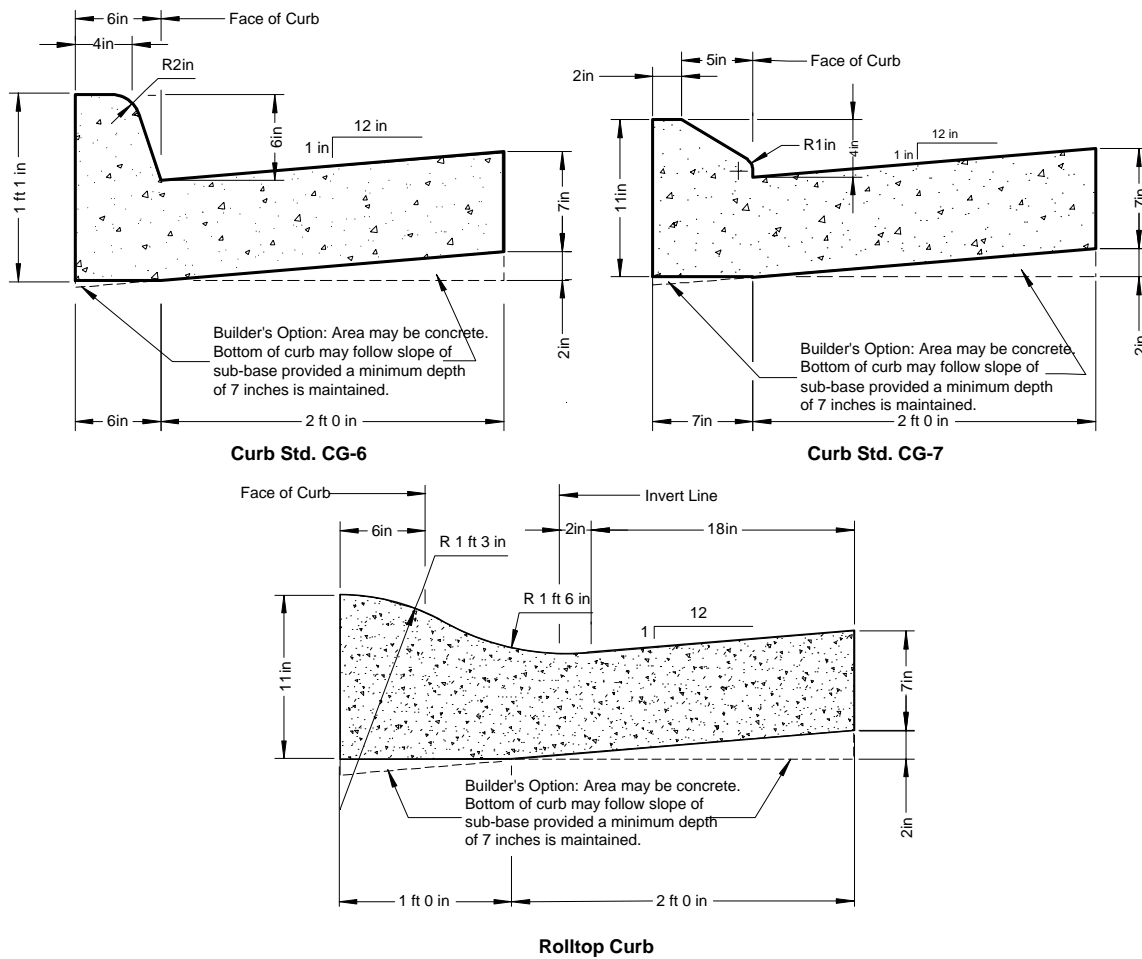 6in
Face of Curb
4in
R2in
1 ft 1 in
6in
12 in
1 in
7in
2in
Builder's Option: Area may be concrete.
Bottom of curb may follow slope of
sub-base provided a minimum depth
of 7 inches is maintained.
6in
2 ft 0 in
Curb Std. CG-6
5in
Face of Curb
2in
R1in
4in
12 in
1 in
11in
7in
2in
Builder's Option: Area may be concrete.
Bottom of curb may follow slope of
sub-base provided a minimum depth
of 7 inches is maintained.
7in
2 ft 0 in
Curb Std. CG-7
Face of Curb
Invert Line
6in
2in
18in
R 1 ft 3 in
R 1 ft 6 in
12
1
11in
7in
2in
Builder's Option: Area may be concrete.
Bottom of curb may follow slope of
sub-base provided a minimum depth
of 7 inches is maintained.
1 ft 0 in
2 ft 0 in
Rolltop Curb